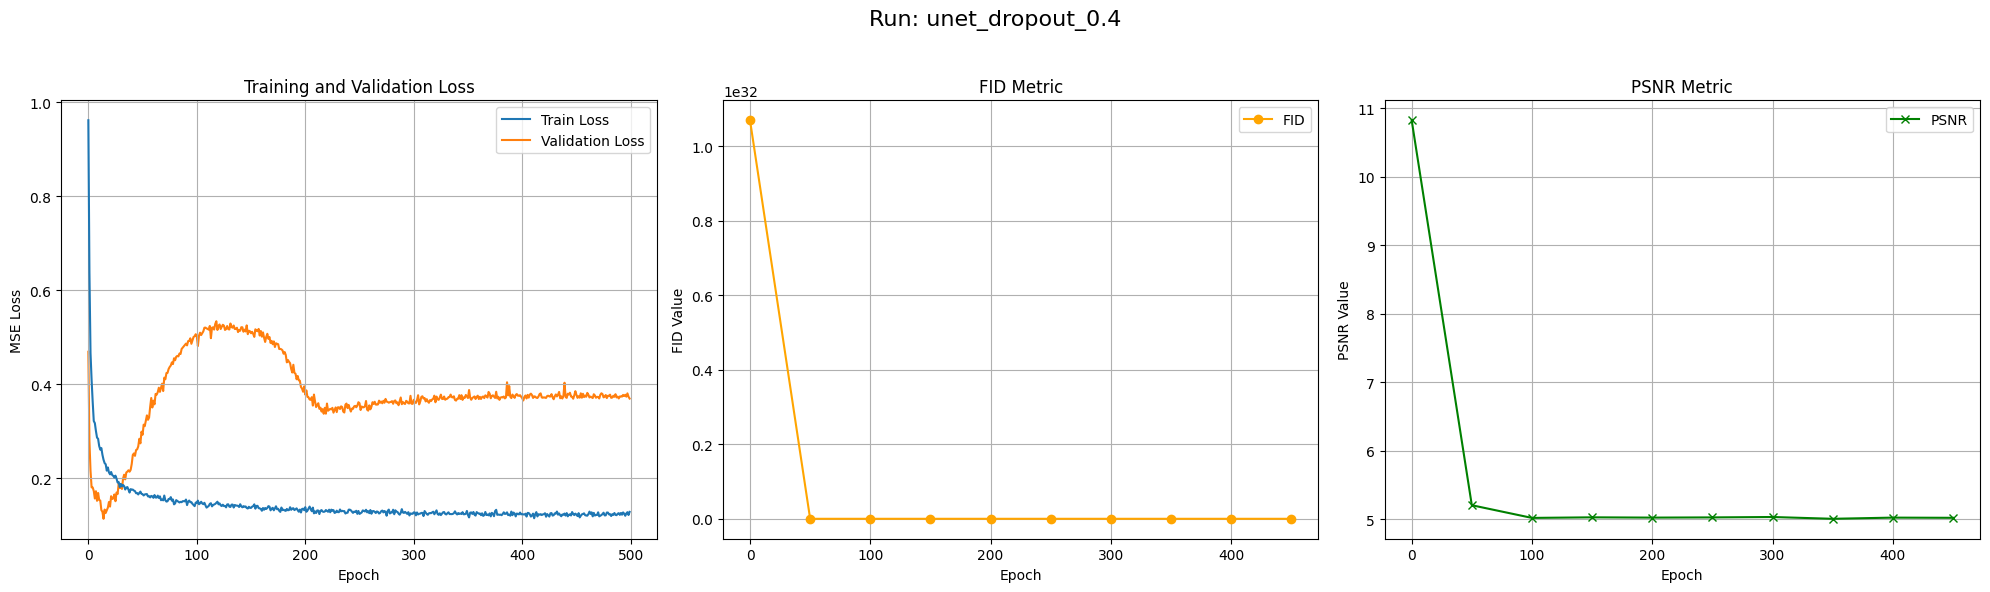 Run: unet_dropout_0.4
Training and Validation Loss
MSE Loss
1.0
0.8
0.6
0.4
0.2
0
100
200
300
400
500
Epoch
Train Loss
Validation Loss
FID Metric
1e32
FID Value
1.0
0.8
0.6
0.4
0.2
0.0
0
100
200
300
400
Epoch
FID
PSNR Metric
PSNR Value
11
10
9
8
7
6
5
0
100
200
300
400
Epoch
PSNR